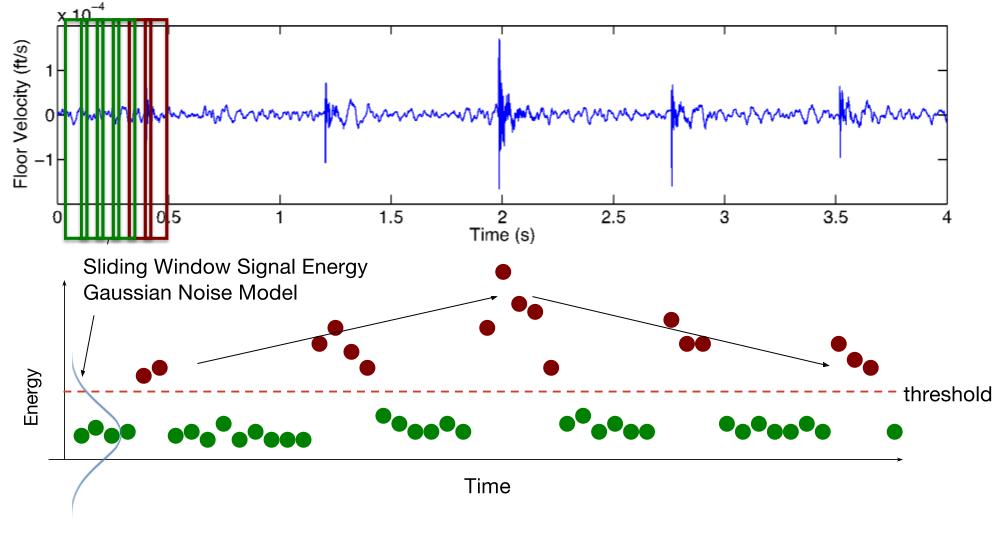 x 10⁻⁴
Floor Velocity (ft/s)
1
0
−1
0 0.5 1 1.5 2 2.5 3 3.5 4
Time (s)
Sliding Window Signal Energy
Gaussian Noise Model
Energy
threshold
Time